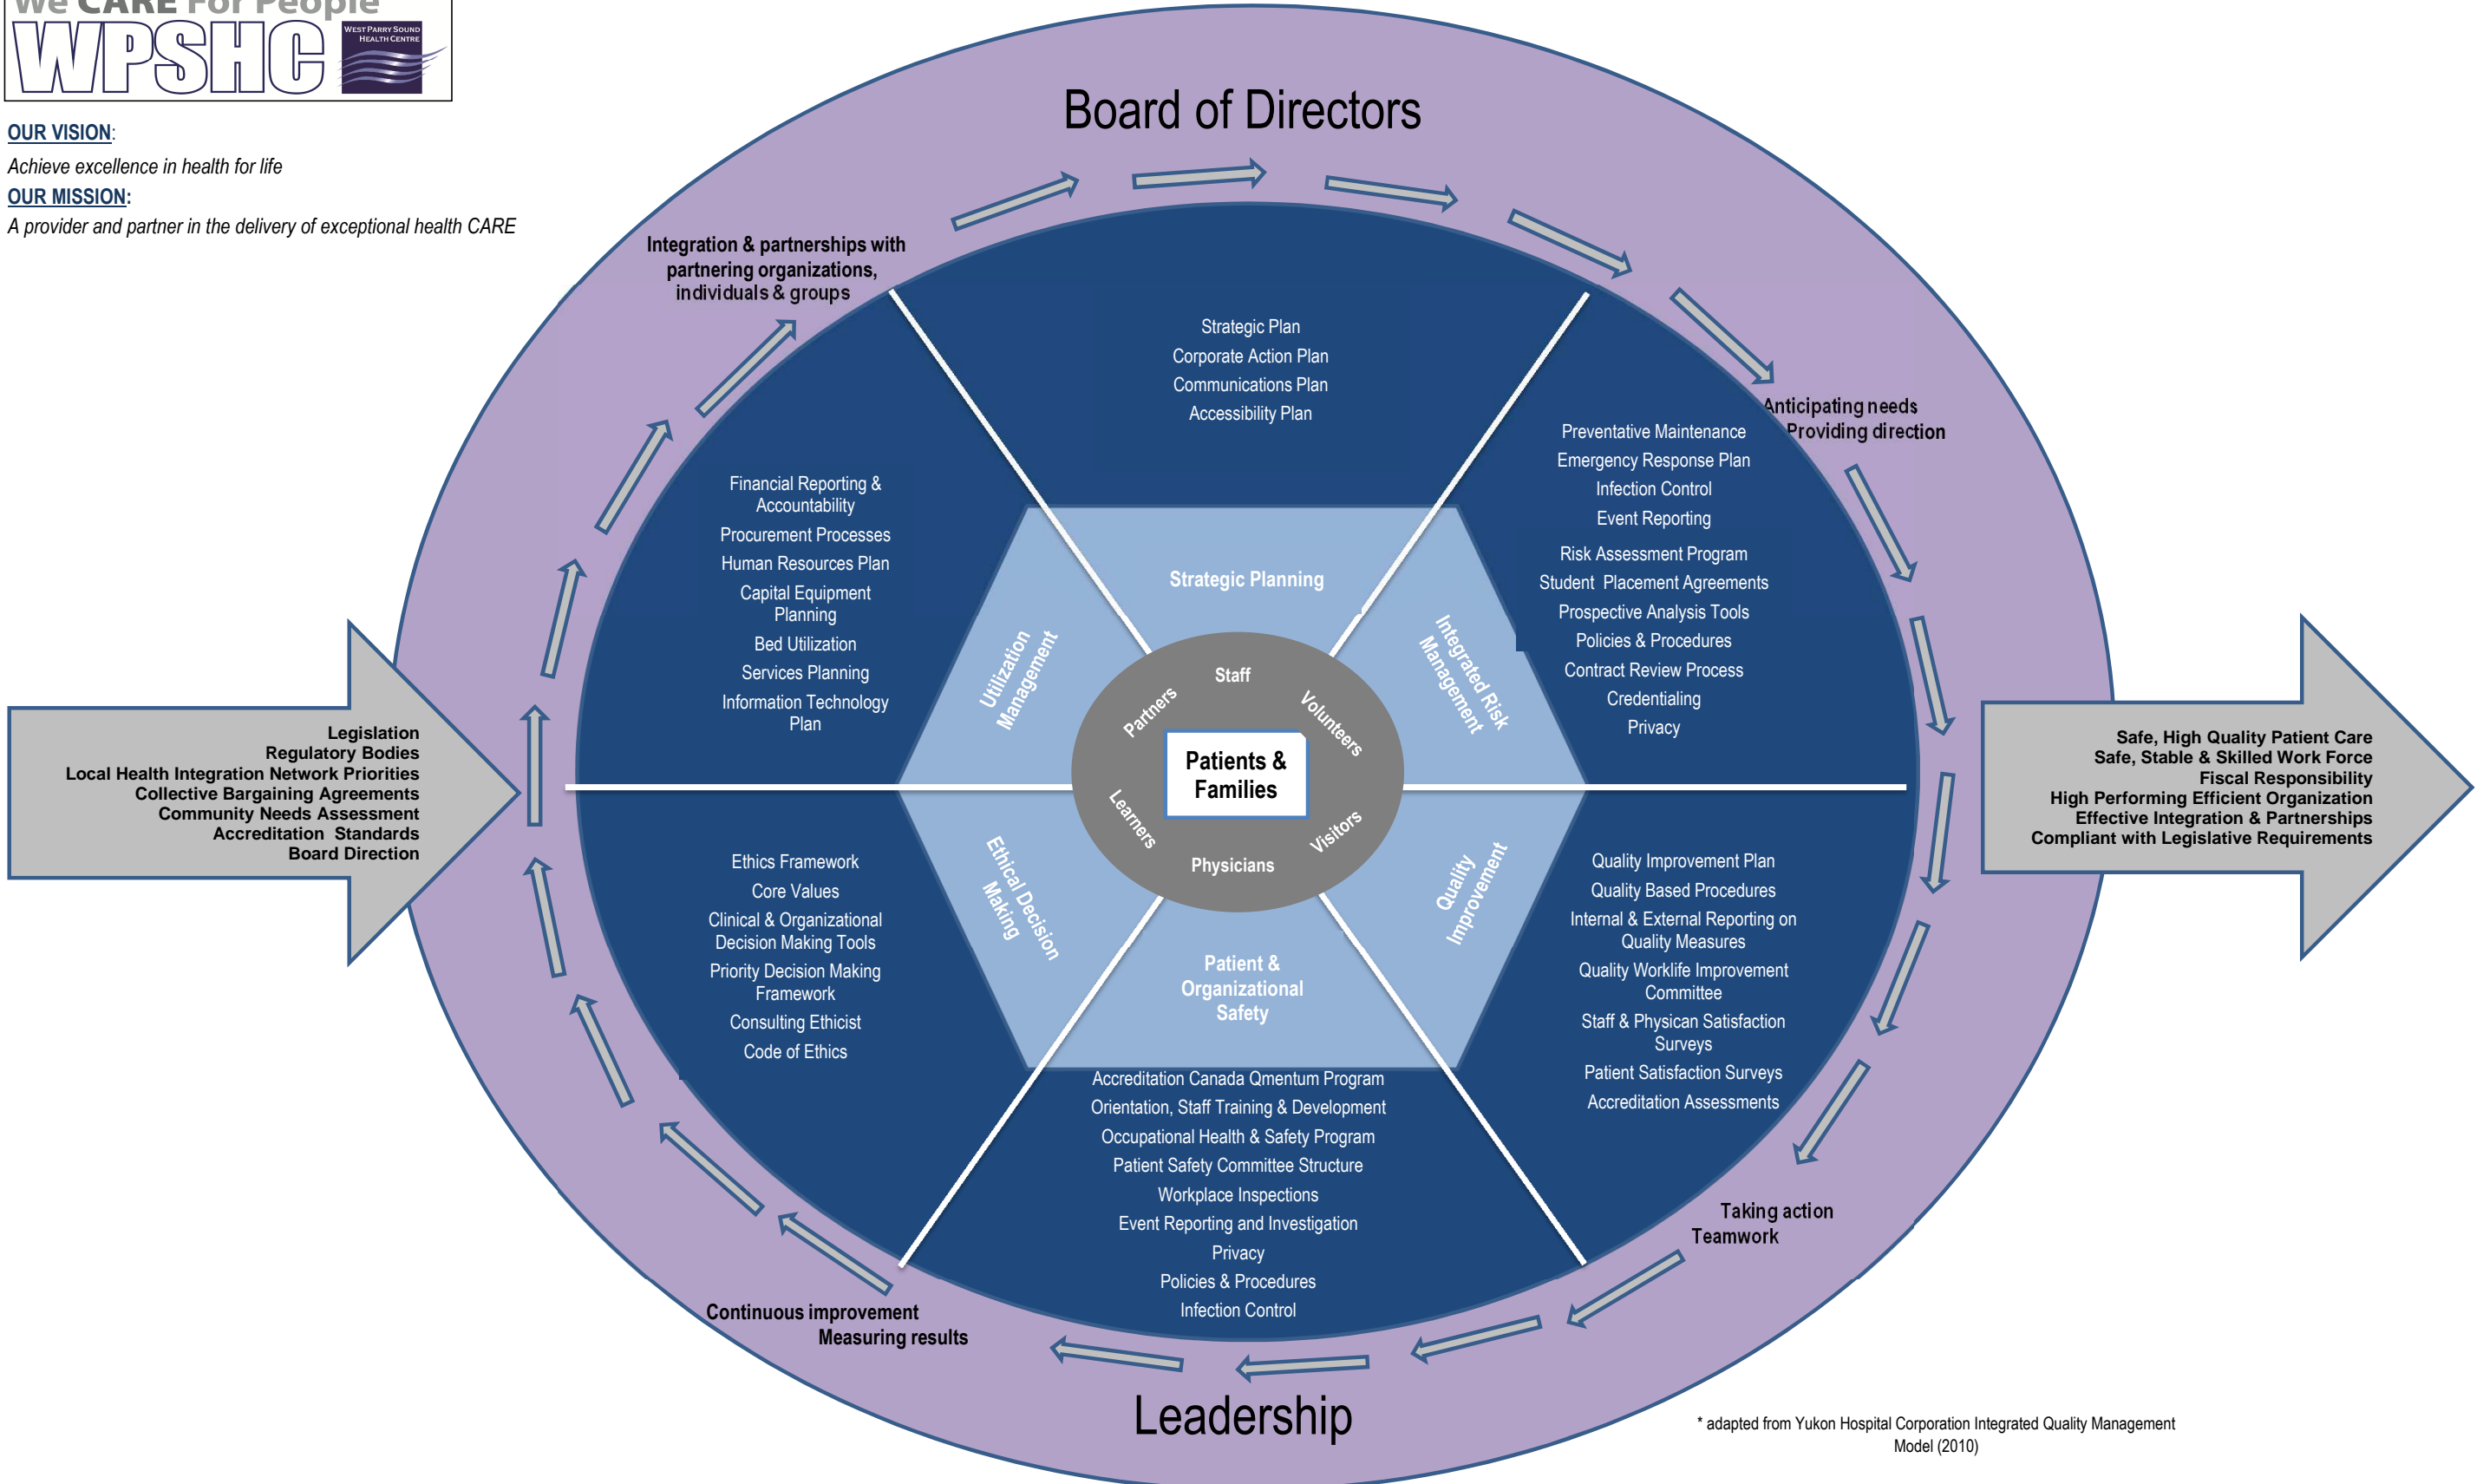 We CARE For People
WPSHC
WEST PARRY SOUND
HEALTH CENTRE
OUR VISION:
Achieve excellence in health for life
OUR MISSION:
A provider and partner in the delivery of exceptional health CARE
Board of Directors
Integration & partnerships with
partnering organizations,
individuals & groups
Anticipating needs
Providing direction
Strategic Plan
Corporate Action Plan
Communications Plan
Accessibility Plan
Financial Reporting &
Accountability
Procurement Processes
Human Resources Plan
Capital Equipment
Planning
Bed Utilization
Services Planning
Information Technology
Plan
Preventative Maintenance
Emergency Response Plan
Infection Control
Event Reporting
Risk Assessment Program
Student  Placement Agreements
Prospective Analysis Tools
Policies & Procedures
Contract Review Process
Credentialing
Privacy
Strategic Planning
Utilization
Management
Integrated Risk
Management
Staff
Partners
Volunteers
Patients &
Families
Learners
Visitors
Physicians
Legislation
Regulatory Bodies
Local Health Integration Network Priorities
Collective Bargaining Agreements
Community Needs Assessment
Accreditation  Standards
Board Direction
Safe, High Quality Patient Care
Safe, Stable & Skilled Work Force
Fiscal Responsibility
High Performing Efficient Organization
Effective Integration & Partnerships
Compliant with Legislative Requirements
Ethical Decision
Making
Quality
Improvement
Patient &
Organizational
Safety
Ethics Framework
Core Values
Clinical & Organizational
Decision Making Tools
Priority Decision Making
Framework
Consulting Ethicist
Code of Ethics
Quality Improvement Plan
Quality Based Procedures
Internal & External Reporting on
Quality Measures
Quality Worklife Improvement
Committee
Staff & Physican Satisfaction
Surveys
Patient Satisfaction Surveys
Accreditation Assessments
Accreditation Canada Qmentum Program
Orientation, Staff Training & Development
Occupational Health & Safety Program
Patient Safety Committee Structure
Workplace Inspections
Event Reporting and Investigation
Privacy
Policies & Procedures
Infection Control
Taking action
Teamwork
Continuous improvement
Measuring results
Leadership
* adapted from Yukon Hospital Corporation Integrated Quality Management
Model (2010)